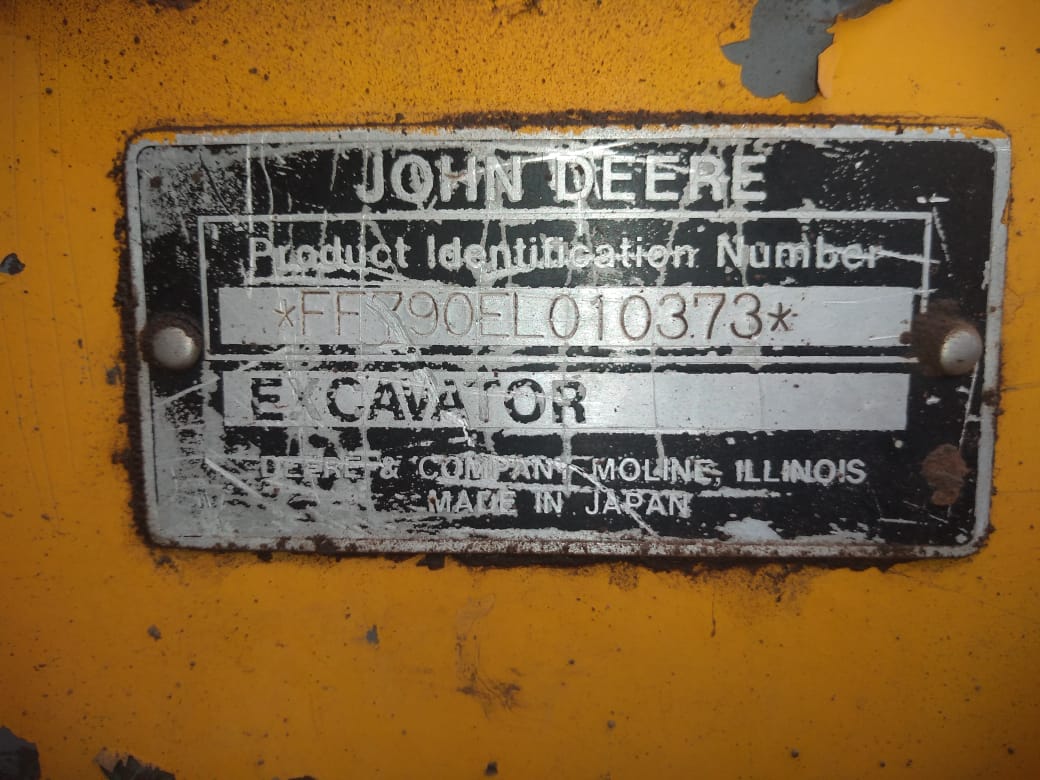 JOHN DEERE
Product Identification Number
*FF790EL010373*
EXCAVATOR
DEERE & COMPANY MOLINE, ILLINOIS
MADE IN JAPAN